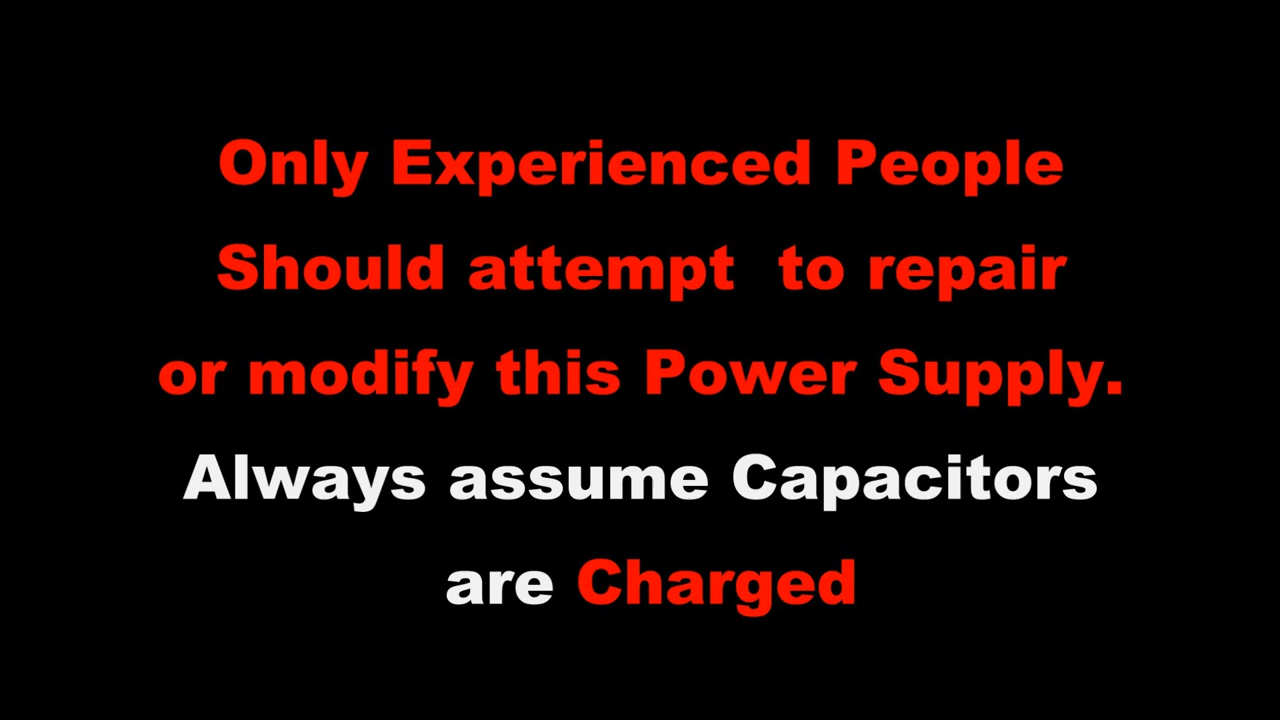 Only Experienced People
Should attempt  to repair
or modify this Power Supply.
Always assume Capacitors
are Charged